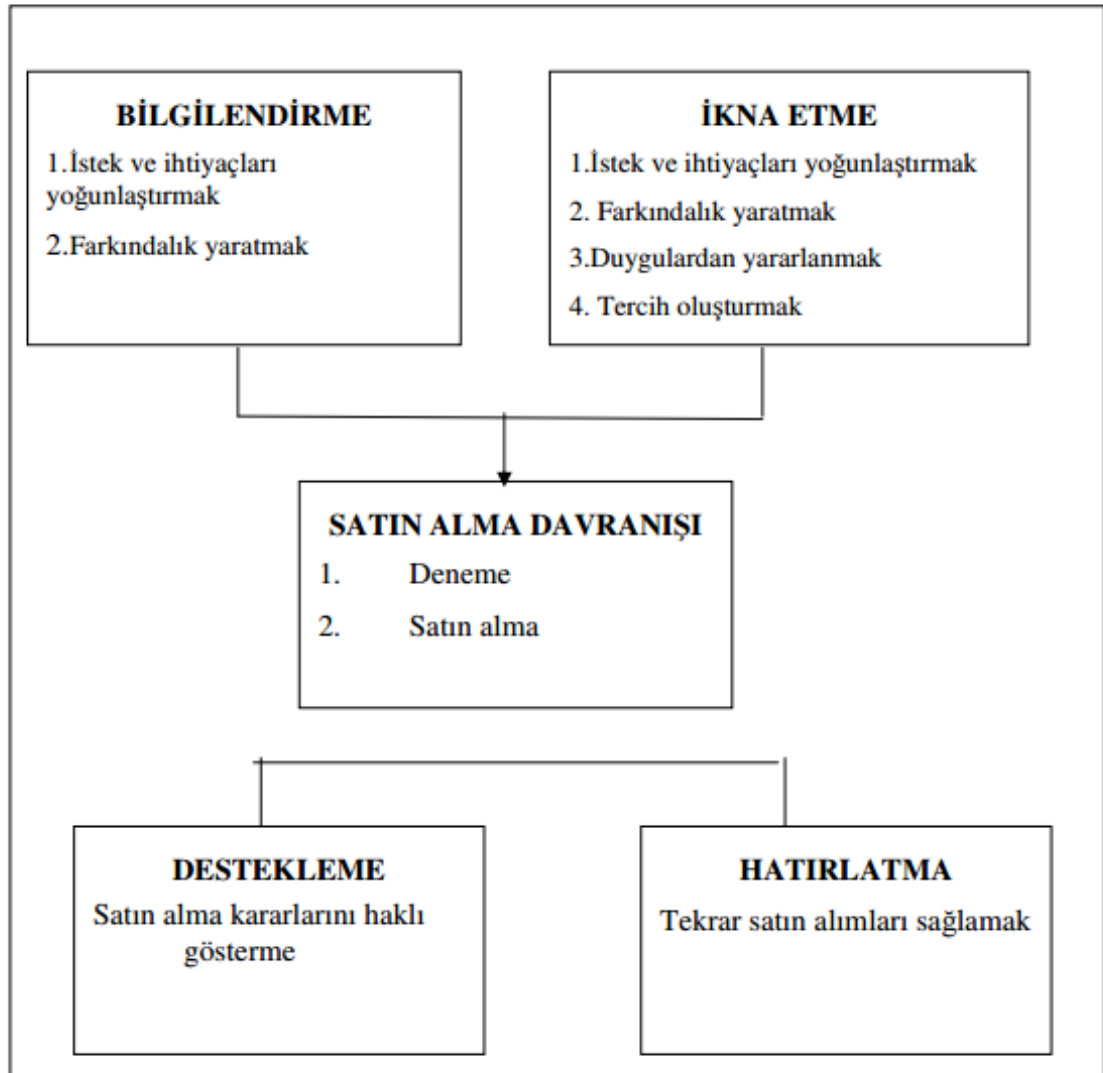 BİLGİLENDİRME
1.İstek ve ihtiyaçları
yoğunlaştırmak
2.Farkındalık yaratmak
İKNA ETME
1.İstek ve ihtiyaçları yoğunlaştırmak
2. Farkındalık yaratmak
3.Duygulardan yararlanmak
4. Tercih oluşturmak
SATIN ALMA DAVRANIŞI
1. Deneme
2. Satın alma
DESTEKLEME
Satın alma kararlarını haklı
gösterme
HATIRLATMA
Tekrar satın alımları sağlamak